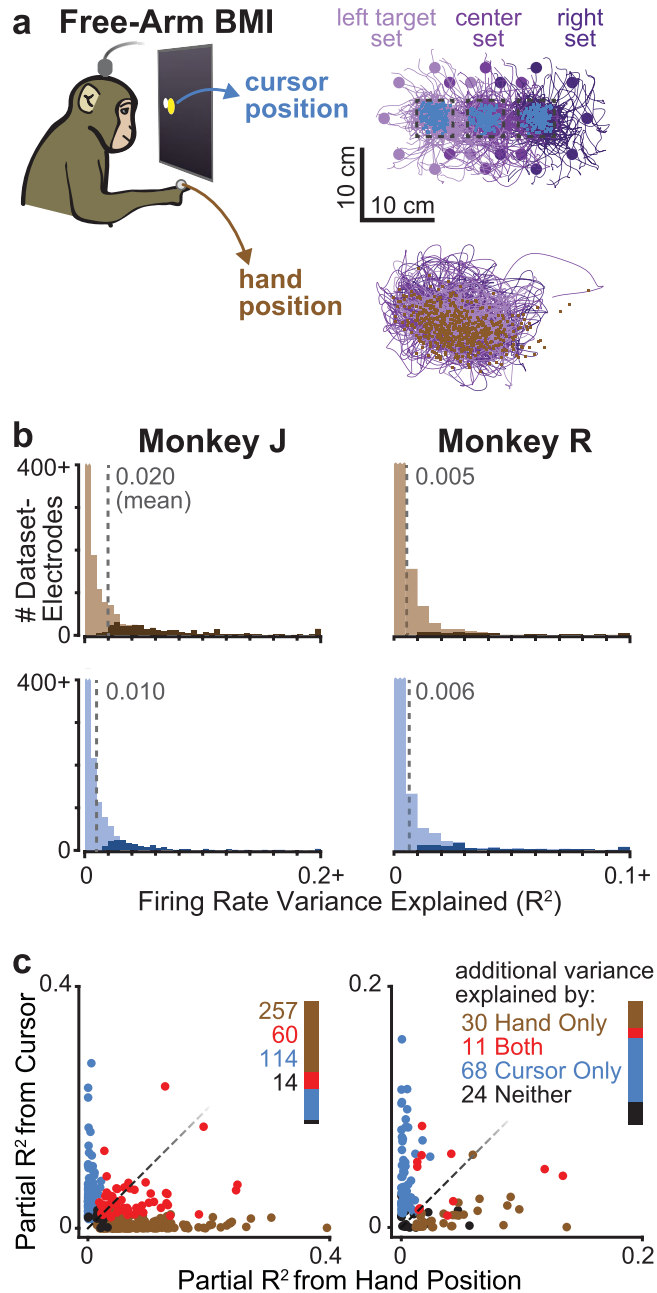 a
Free-Arm BMI
cursor
position
hand
position
left target
set
center
set
right
set
10 cm
10 cm
b
Monkey J
Monkey R
# Dataset-
Electrodes
400+
0
0.020
(mean)
0.005
400+
0
0.010
0.006
0
0.2+
0
0.1+
Firing Rate Variance Explained (R²)
c
Partial R² from Cursor
0.4
0
257
60
114
14
0
0.4
0.2
0
additional variance
explained by:
30 Hand Only
11 Both
68 Cursor Only
24 Neither
0
0.2
Partial R² from Hand Position